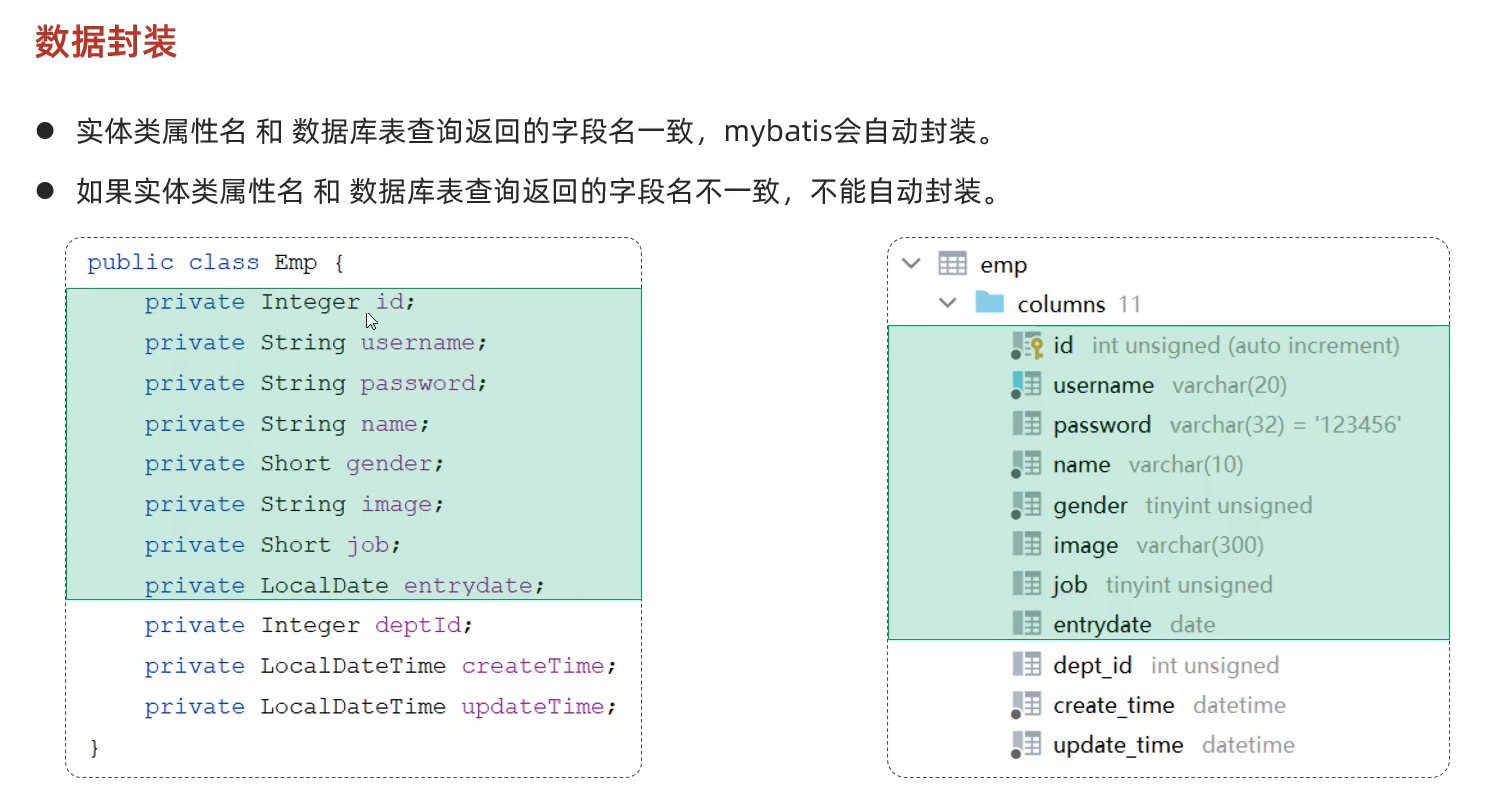 数据封装
● 实体类属性名 和 数据库表查询返回的字段名一致，mybatis会自动封装。
● 如果实体类属性名 和 数据库表查询返回的字段名不一致，不能自动封装。
public class Emp {
private Integer id;
private String username;
private String password;
private String name;
private Short gender;
private String image;
private Short job;
private LocalDate entrydate;
private Integer deptId;
private LocalDateTime createTime;
private LocalDateTime updateTime;
}
emp
columns 11
id int unsigned (auto increment)
username varchar(20)
password varchar(32) = '123456'
name varchar(10)
gender tinyint unsigned
image varchar(300)
job tinyint unsigned
entrydate date
dept_id int unsigned
create_time datetime
update_time datetime